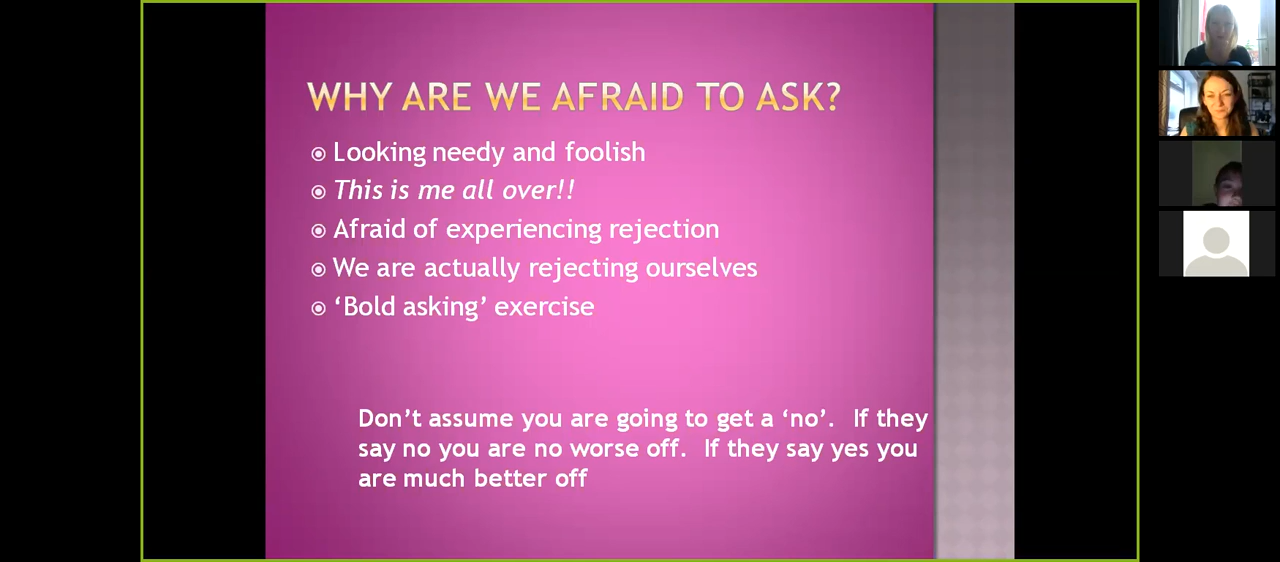 WHY ARE WE AFRAID TO ASK?
Looking needy and foolish
This is me all over!!
Afraid of experiencing rejection
We are actually rejecting ourselves
‘Bold asking’ exercise
Don’t assume you are going to get a ‘no’.  If they
say no you are no worse off.  If they say yes you
are much better off